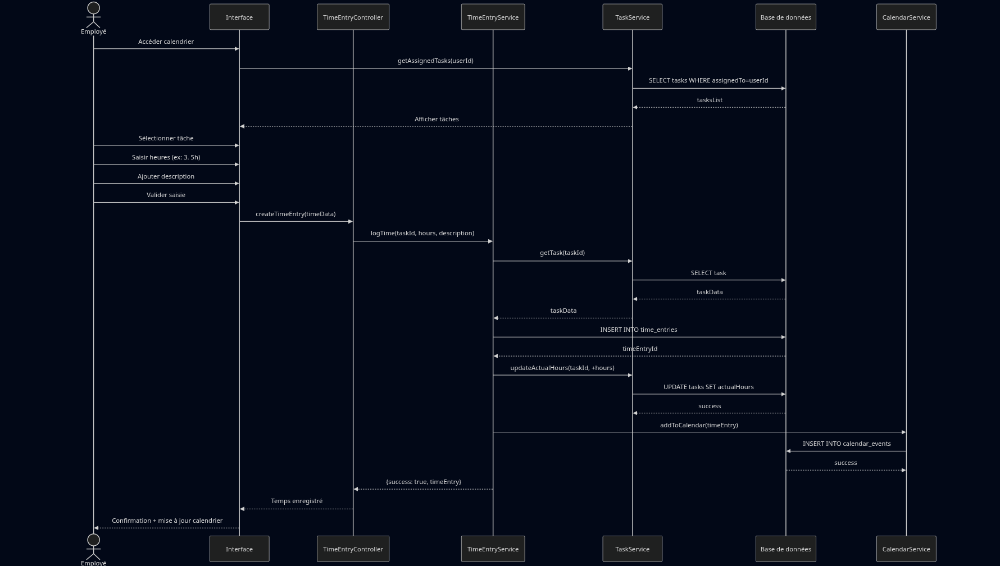 Employé
Interface
TimeEntryController
TimeEntryService
TaskService
Base de données
CalendarService
Accéder calendrier
getAssignedTasks(userId)
SELECT tasks WHERE assignedTo=userId
tasksList
Afficher tâches
Sélectionner tâche
Saisir heures (ex: 3. 5h)
Ajouter description
Valider saisie
createTimeEntry(timeData)
logTime(taskId, hours, description)
getTask(taskId)
SELECT task
taskData
taskData
INSERT INTO time_entries
timeEntryId
updateActualHours(taskId, +hours)
UPDATE tasks SET actualHours
success
addToCalendar(timeEntry)
INSERT INTO calendar_events
success
{success: true, timeEntry}
Temps enregistré
Confirmation + mise à jour calendrier
Interface
TimeEntryController
TimeEntryService
TaskService
Base de données
CalendarService
Employé